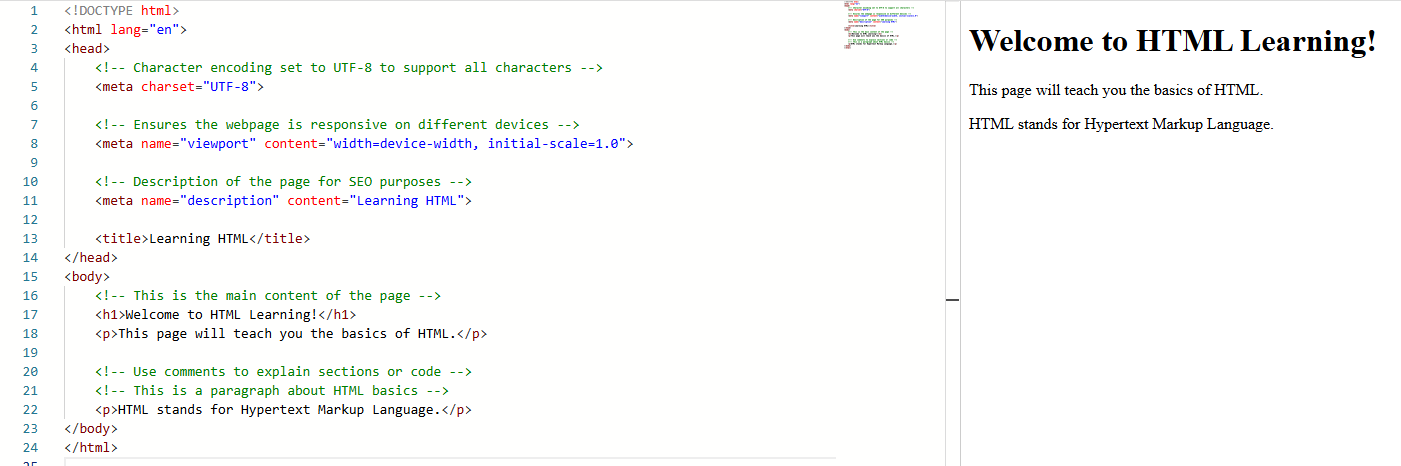 1 <!DOCTYPE html>
2 <html lang="en">
3 <head>
4     <!-- Character encoding set to UTF-8 to support all characters -->
5     <meta charset="UTF-8">
6
7     <!-- Ensures the webpage is responsive on different devices -->
8     <meta name="viewport" content="width=device-width, initial-scale=1.0">
9
10     <!-- Description of the page for SEO purposes -->
11     <meta name="description" content="Learning HTML">
12
13     <title>Learning HTML</title>
14 </head>
15 <body>
16     <!-- This is the main content of the page -->
17     <h1>Welcome to HTML Learning!</h1>
18     <p>This page will teach you the basics of HTML.</p>
19
20     <!-- Use comments to explain sections or code -->
21     <!-- This is a paragraph about HTML basics -->
22     <p>HTML stands for Hypertext Markup Language.</p>
23 </body>
24 </html>
25
Welcome to HTML Learning!
This page will teach you the basics of HTML.
HTML stands for Hypertext Markup Language.